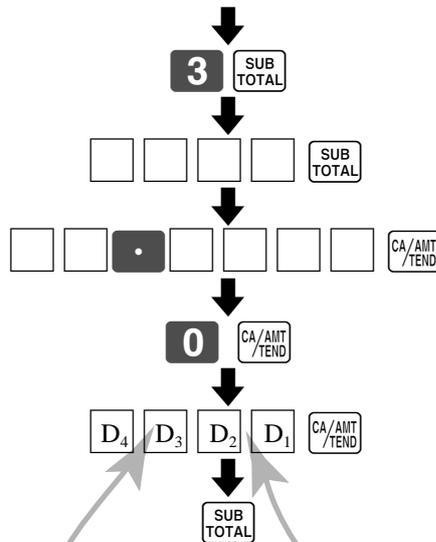 3 SUB TOTAL
SUB TOTAL
· CA/AMT/TEND
0 CA/AMT/TEND
D₄ D₃ D₂ D₁ CA/AMT/TEND
SUB TOTAL